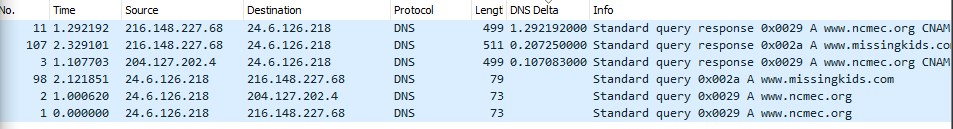 No. Time Source Destination Protocol Lengtl DNS Delta Info
11 1.292192 216.148.227.68 24.6.126.218 DNS 499 1.292192000 Standard query response 0x0029 A www.ncmec.org CNAM
107 2.329101 216.148.227.68 24.6.126.218 DNS 511 0.207250000 Standard query response 0x002a A www.missingkids.co
3 1.107703 204.127.202.4 24.6.126.218 DNS 499 0.107083000 Standard query response 0x0029 A www.ncmec.org CNAM
98 2.121851 24.6.126.218 216.148.227.68 DNS 79 Standard query 0x002a A www.missingkids.com
2 1.000620 24.6.126.218 204.127.202.4 DNS 73 Standard query 0x0029 A www.ncmec.org
1 0.000000 24.6.126.218 216.148.227.68 DNS 73 Standard query 0x0029 A www.ncmec.org